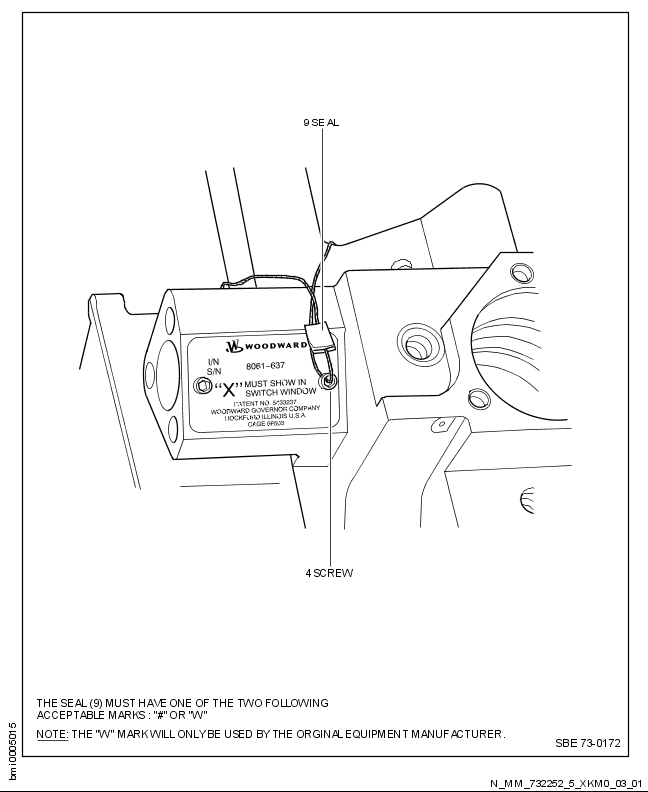 9 SEAL
WOODWARD
I/N
S/N
8061-637
"X" MUST SHOW IN
SWITCH WINDOW
PATENT NO. 5433237
WOODWARD GOVERNOR COMPANY
ROCKFORD ILLINOIS U.S.A
CAGE
4 SCREW
THE SEAL (9) MUST HAVE ONE OF THE TWO FOLLOWING
ACCEPTABLE MARKS : "#" OR "W"
NOTE: THE "W" MARK WILL ONLY BE USED BY THE ORGINAL EQUIPMENT MANUFACTURER.
SBE 73-0172
bmi0005015
N_MM_732252_5_XKM0_03_01